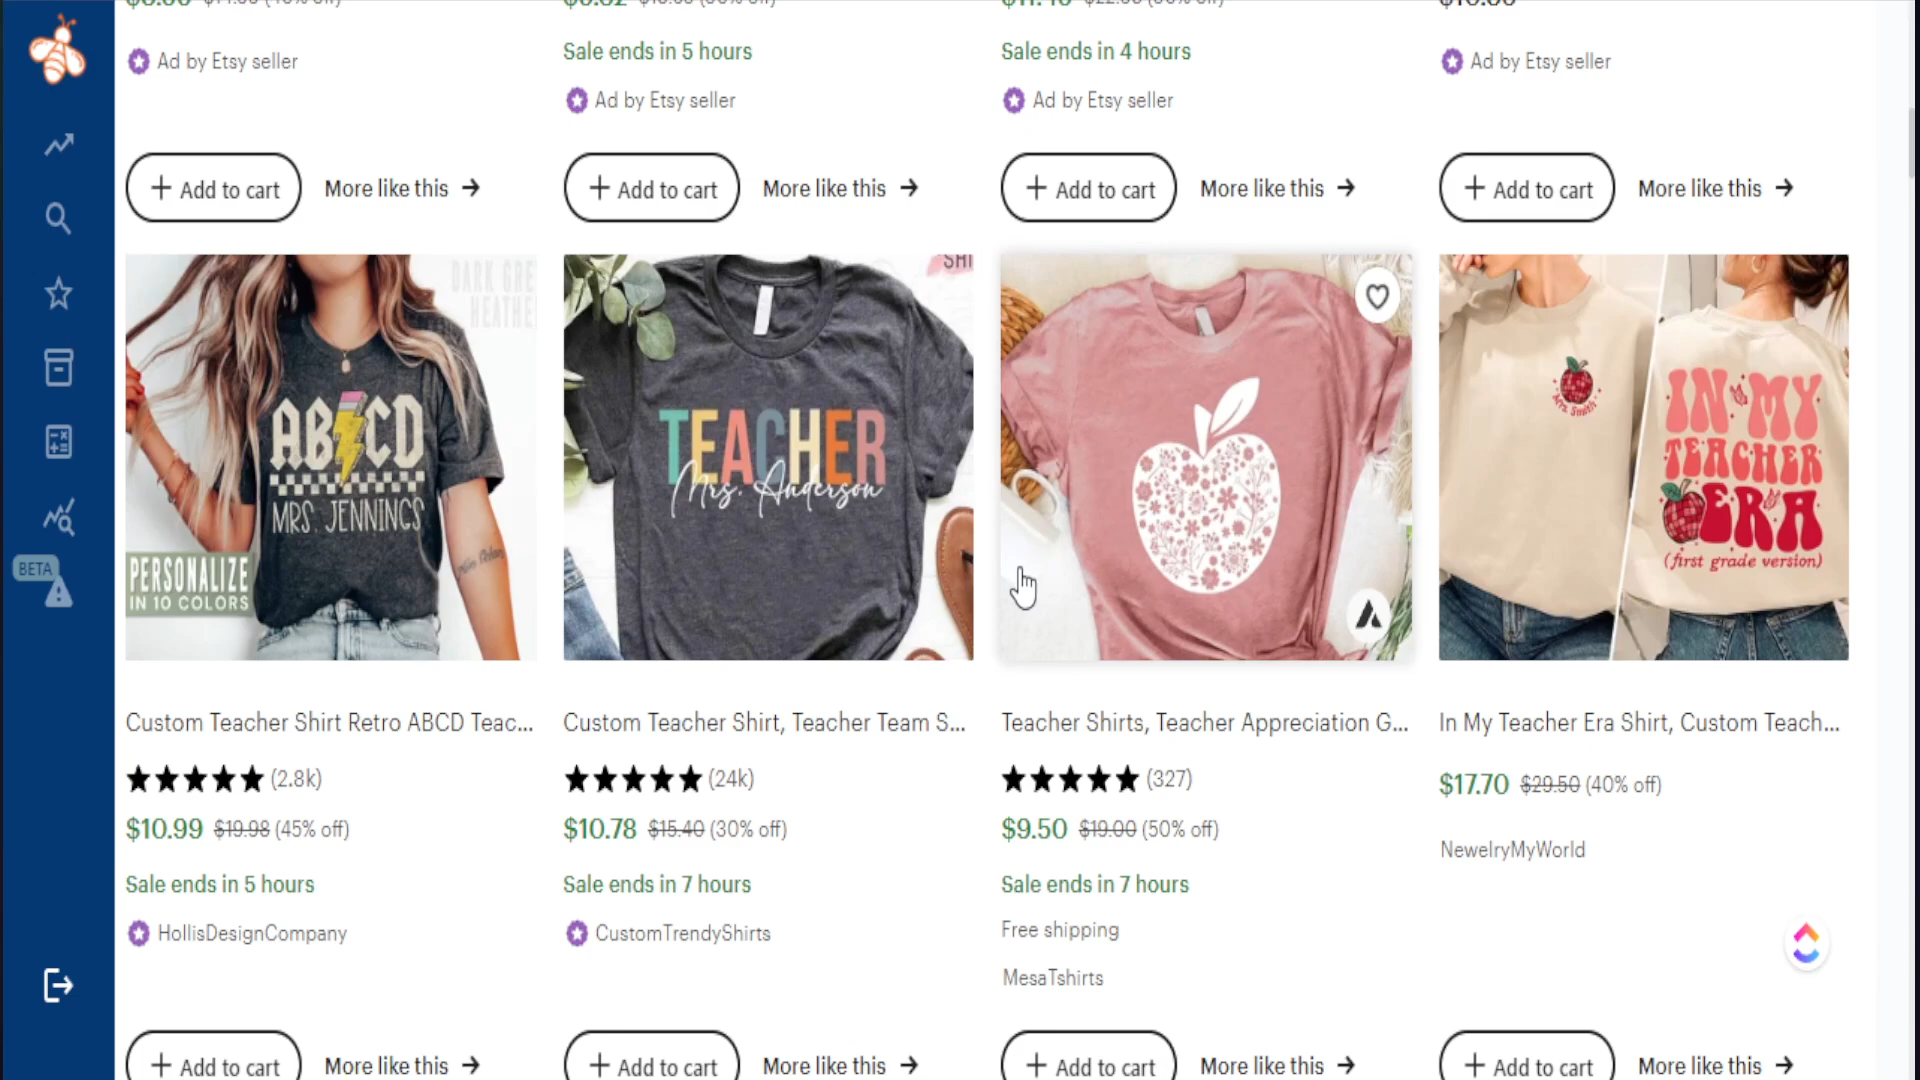 Ad by Etsy seller
Sale ends in 5 hours
Ad by Etsy seller
Sale ends in 4 hours
Ad by Etsy seller
Ad by Etsy seller
+ Add to cart
More like this →
+ Add to cart
More like this →
+ Add to cart
More like this →
+ Add to cart
More like this →
DARK GRE
HEATHE
ABCD
MRS. JENNINGS
PERSONALIZE
IN 10 COLORS
SHI
TEACHER
Mrs. Anderson
Mrs. Smith
IN MY
TEACHER
ERA
(first grade version)
BETA
Custom Teacher Shirt Retro ABCD Teac...
(2.8k)
$10.99 $19.98 (45% off)
Sale ends in 5 hours
HollisDesignCompany
Custom Teacher Shirt, Teacher Team S...
(24k)
$10.78 $15.40 (30% off)
Sale ends in 7 hours
CustomTrendyShirts
Teacher Shirts, Teacher Appreciation G...
(327)
$9.50 $19.00 (50% off)
Sale ends in 7 hours
Free shipping
MesaTshirts
In My Teacher Era Shirt, Custom Teach...
$17.70 $29.50 (40% off)
NewelryMyWorld
+ Add to cart
More like this →
+ Add to cart
More like this →
+ Add to cart
More like this →
+ Add to cart
More like this →